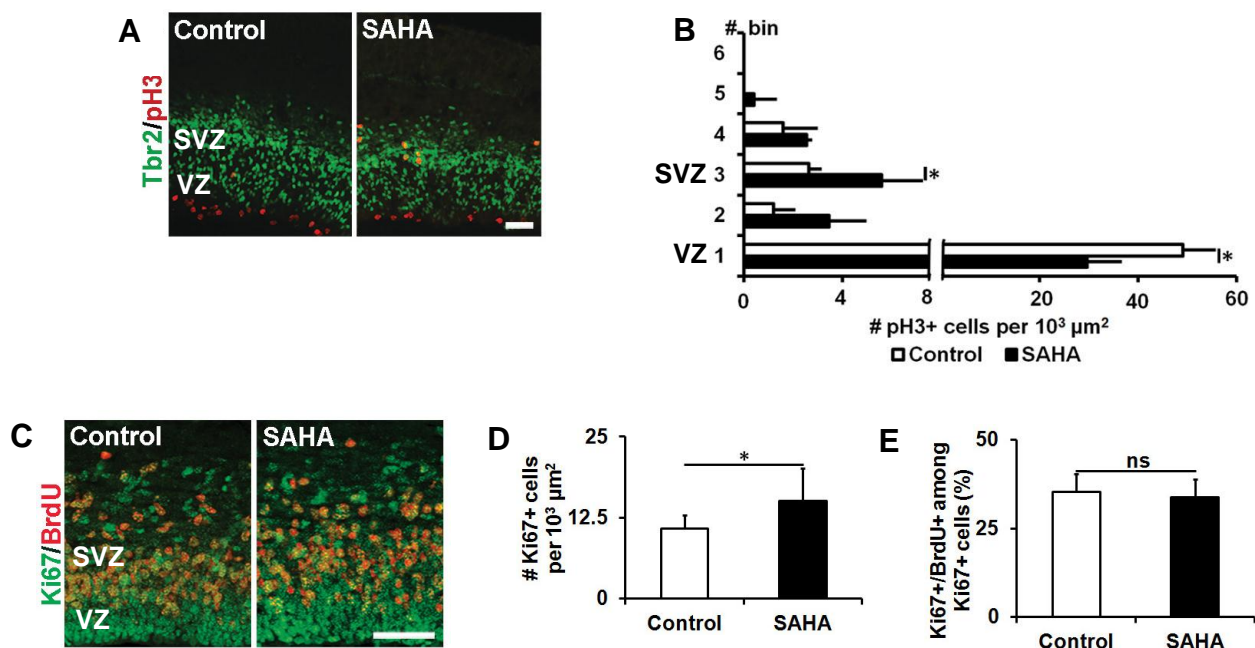 A
Control
SAHA
Tbr2/pH3
SVZ
VZ
B
# bin
6
5
4
SVZ 3
*
2
VZ 1
*
0
4
8
20
40
60
# pH3+ cells per 10³ µm²
Control
SAHA
C
Control
SAHA
Ki67/BrdU
SVZ
VZ
D
# Ki67+ cells
per 10³ µm²
25
12.5
0
*
Control
SAHA
E
Ki67+/BrdU+ among
Ki67+ cells (%)
50
25
0
ns
Control
SAHA